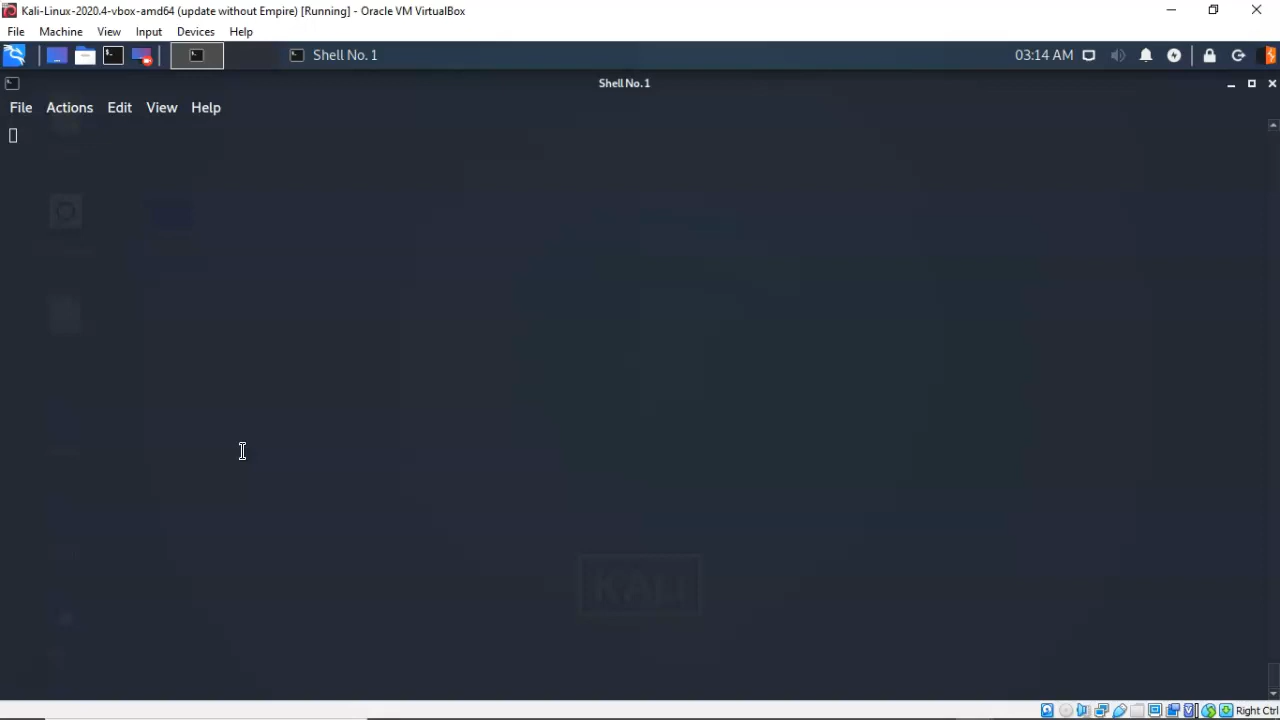 Kali-Linux-2020.4-vbox-amd64 (update without Empire) [Running] - Oracle VM VirtualBox
File Machine View Input Devices Help
Shell No. 1 03:14 AM
Shell No. 1
File Actions Edit View Help
KALI
Right Ctrl